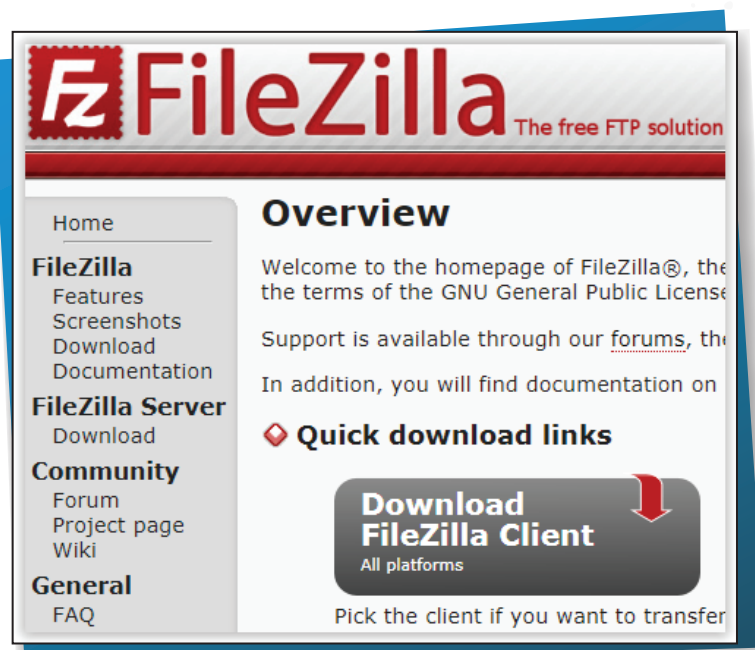 Fz FileZilla The free FTP solution
Home
FileZilla
Features
Screenshots
Download
Documentation
FileZilla Server
Download
Community
Forum
Project page
Wiki
General
FAQ
Overview
Welcome to the homepage of FileZilla®, the
the terms of the GNU General Public License
Support is available through our forums, the
In addition, you will find documentation on
Quick download links
Download
FileZilla Client
All platforms
Pick the client if you want to transfer